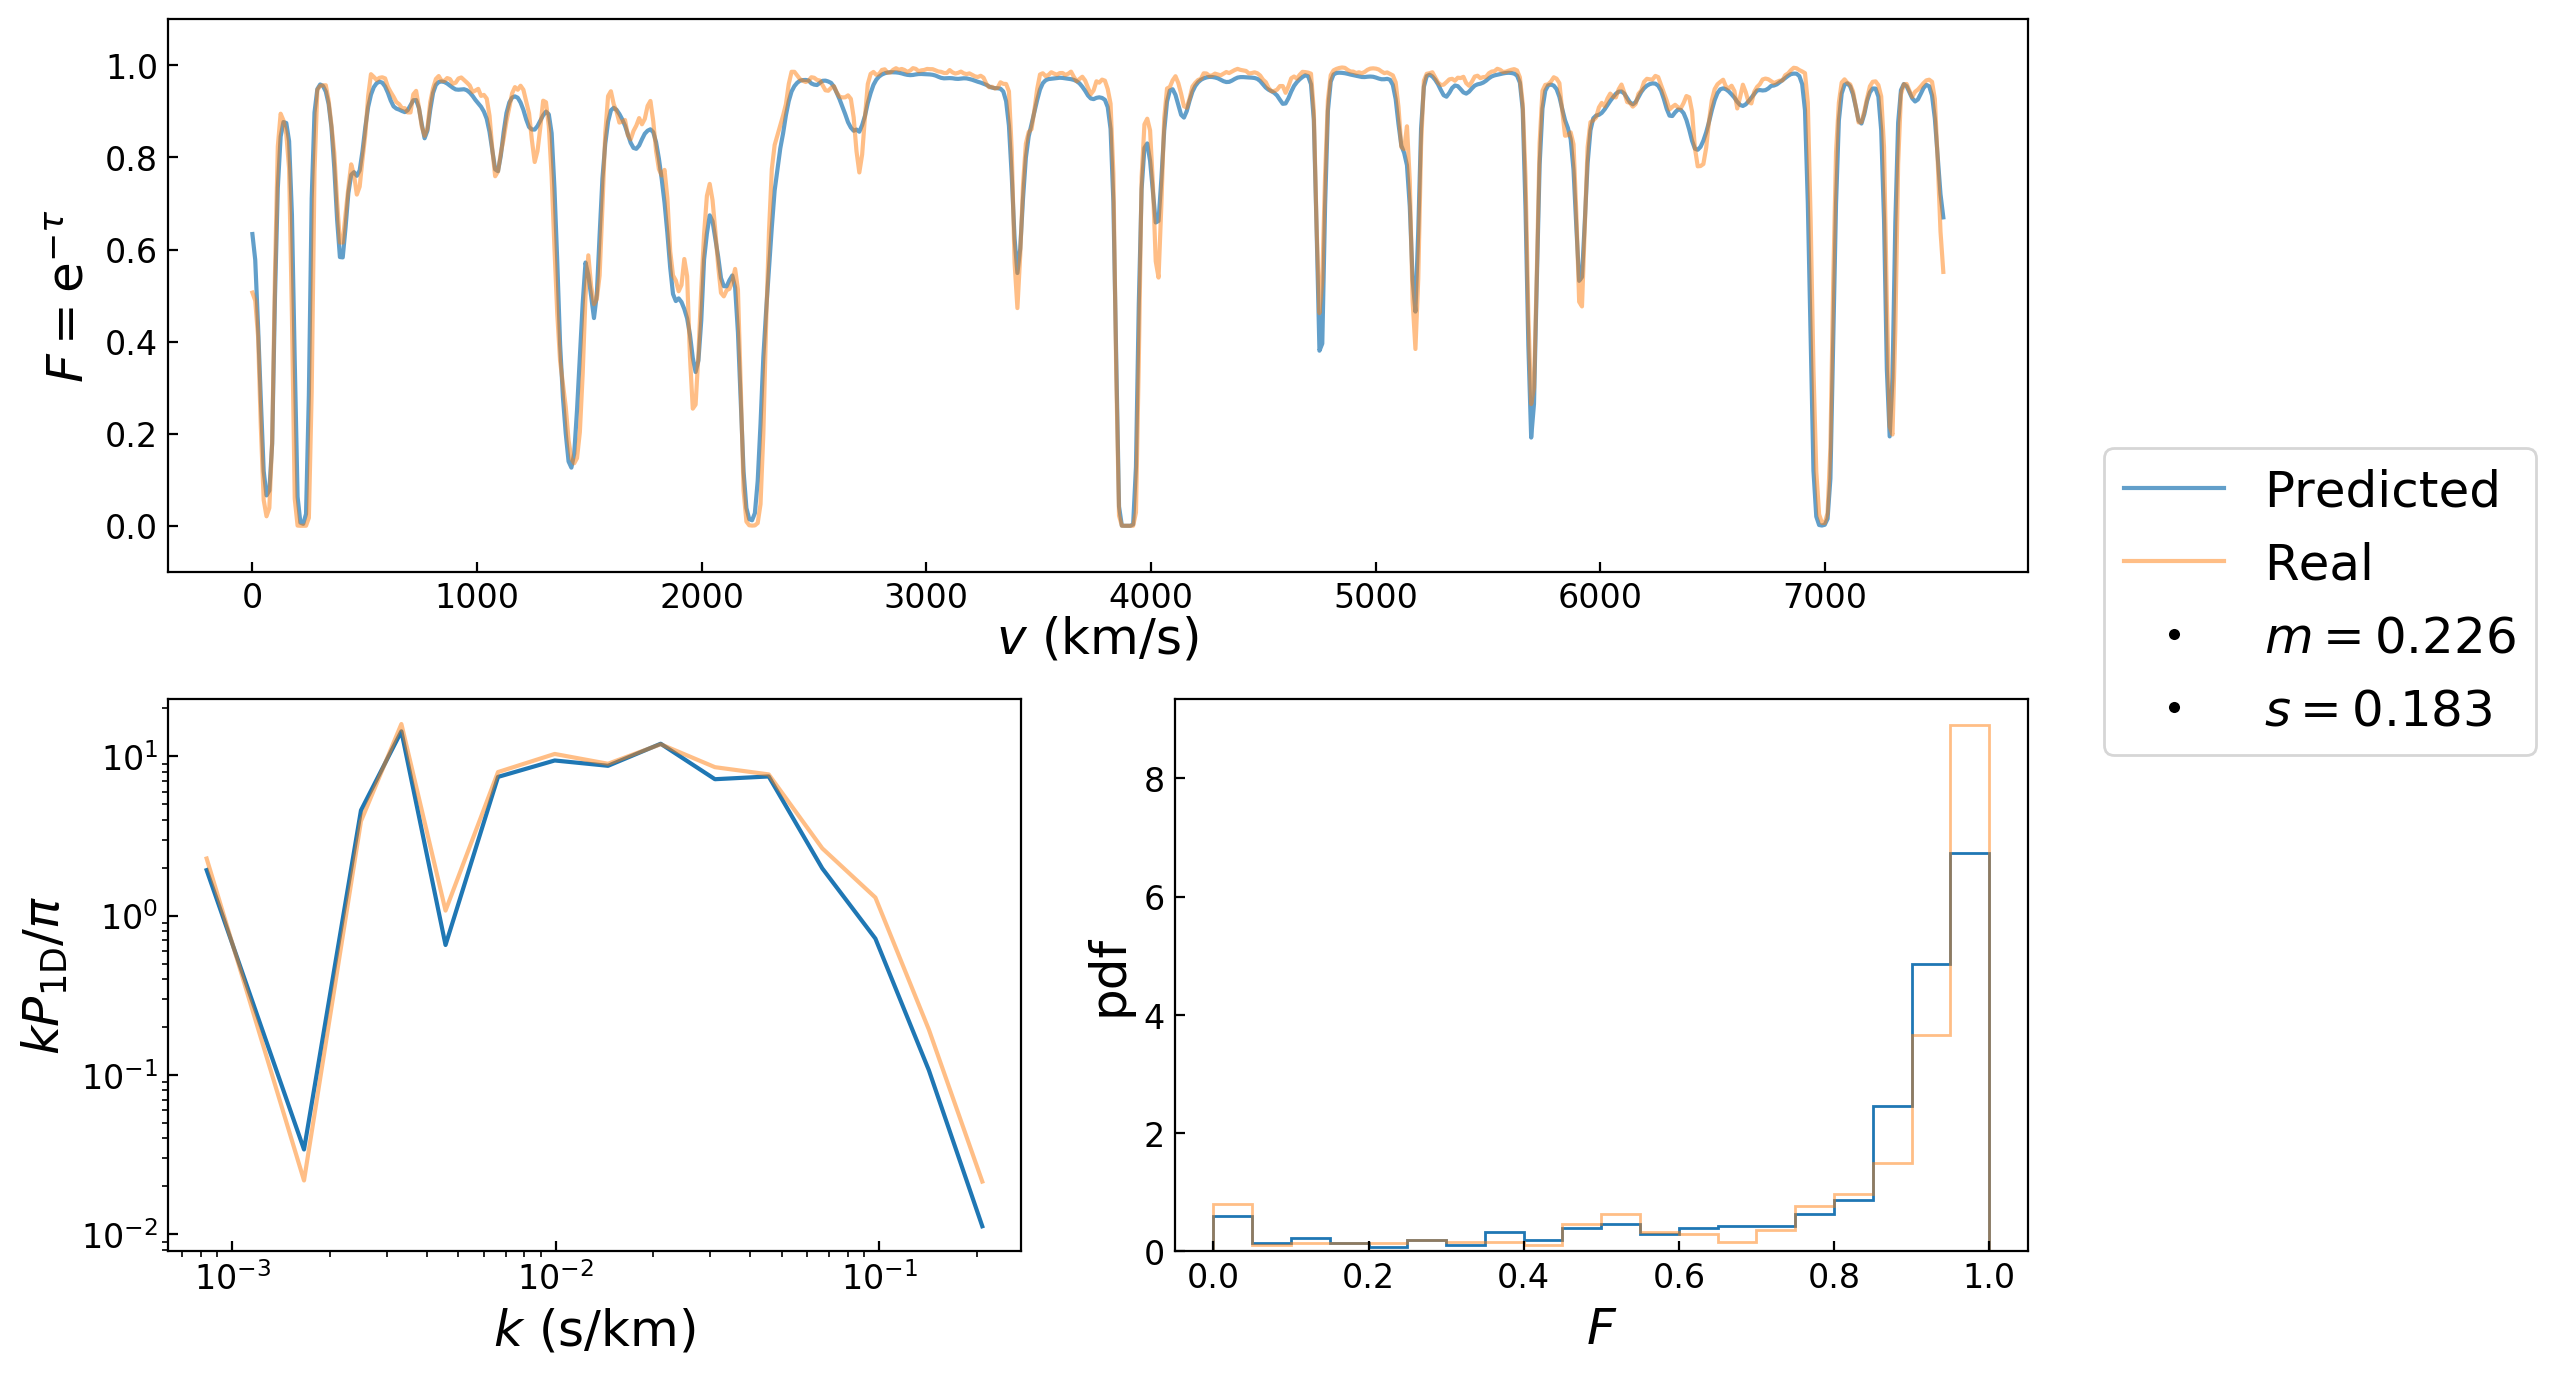 1.0
0.8
0.6
0.4
0.2
0.0
F = e^{−τ}
0 1000 2000 3000 4000 5000 6000 7000
v (km/s)
Predicted
Real
m = 0.226
s = 0.183
10^1
10^0
10^{−1}
10^{−2}
kP_{1D}/π
10^{−3} 10^{−2} 10^{−1}
k (s/km)
8
6
4
2
0
pdf
0.0 0.2 0.4 0.6 0.8 1.0
F